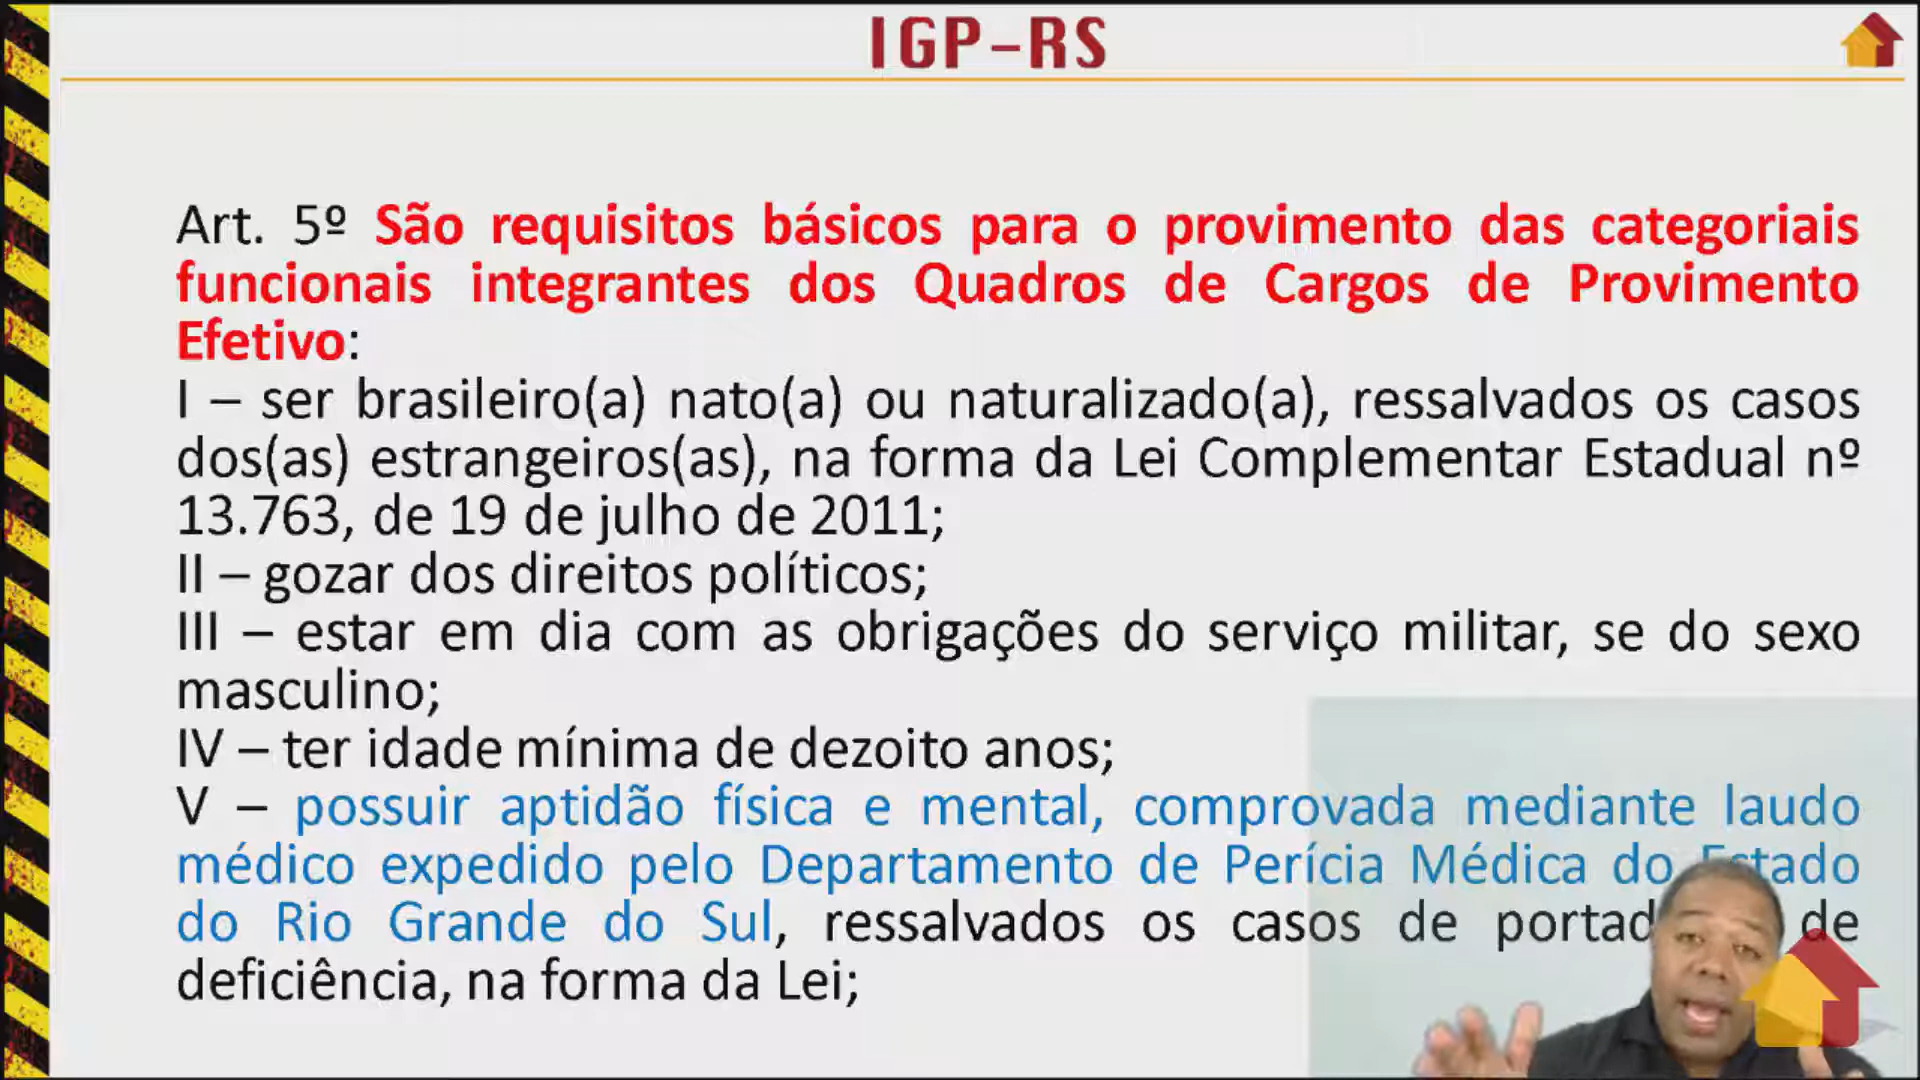 IGP-RS
Art. 5º São requisitos básicos para o provimento das categoriais
funcionais integrantes dos Quadros de Cargos de Provimento
Efetivo:
I – ser brasileiro(a) nato(a) ou naturalizado(a), ressalvados os casos
dos(as) estrangeiros(as), na forma da Lei Complementar Estadual nº
13.763, de 19 de julho de 2011;
II – gozar dos direitos políticos;
III – estar em dia com as obrigações do serviço militar, se do sexo
masculino;
IV – ter idade mínima de dezoito anos;
V – possuir aptidão física e mental, comprovada mediante laudo
médico expedido pelo Departamento de Perícia Médica do Estado
do Rio Grande do Sul, ressalvados os casos de de
deficiência, na forma da Lei;